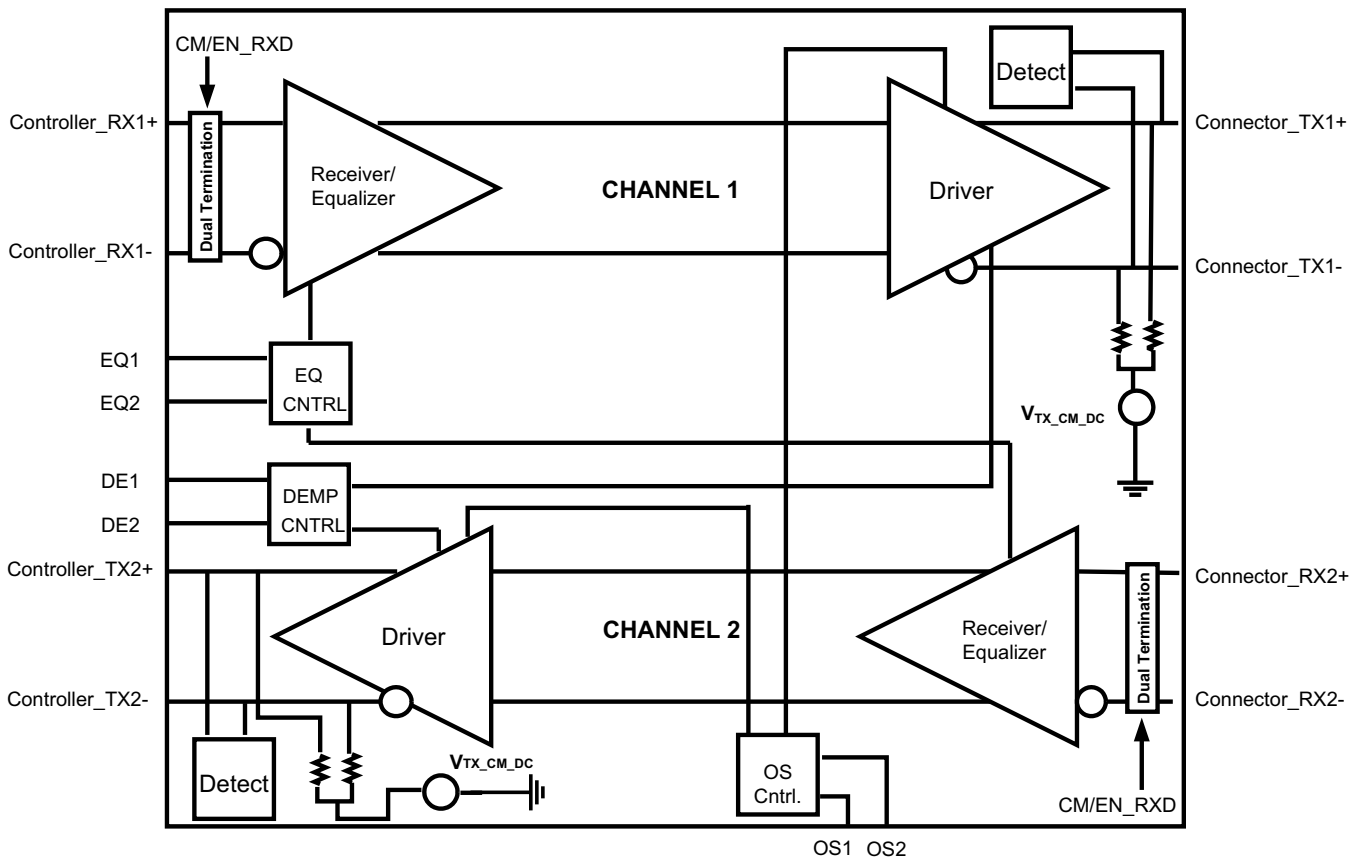 CM/EN_RXD
Detect
Controller_RX1+
Connector_TX1+
Dual Termination
Receiver/
Equalizer
CHANNEL 1
Driver
Controller_RX1-
Connector_TX1-
EQ1
EQ
CNTRL
EQ2
VTX_CM_DC
DE1
DEMP
CNTRL
DE2
Controller_TX2+
Connector_RX2+
Driver
CHANNEL 2
Receiver/
Equalizer
Dual Termination
Controller_TX2-
Connector_RX2-
Detect
VTX_CM_DC
OS
Cntrl.
CM/EN_RXD
OS1 OS2